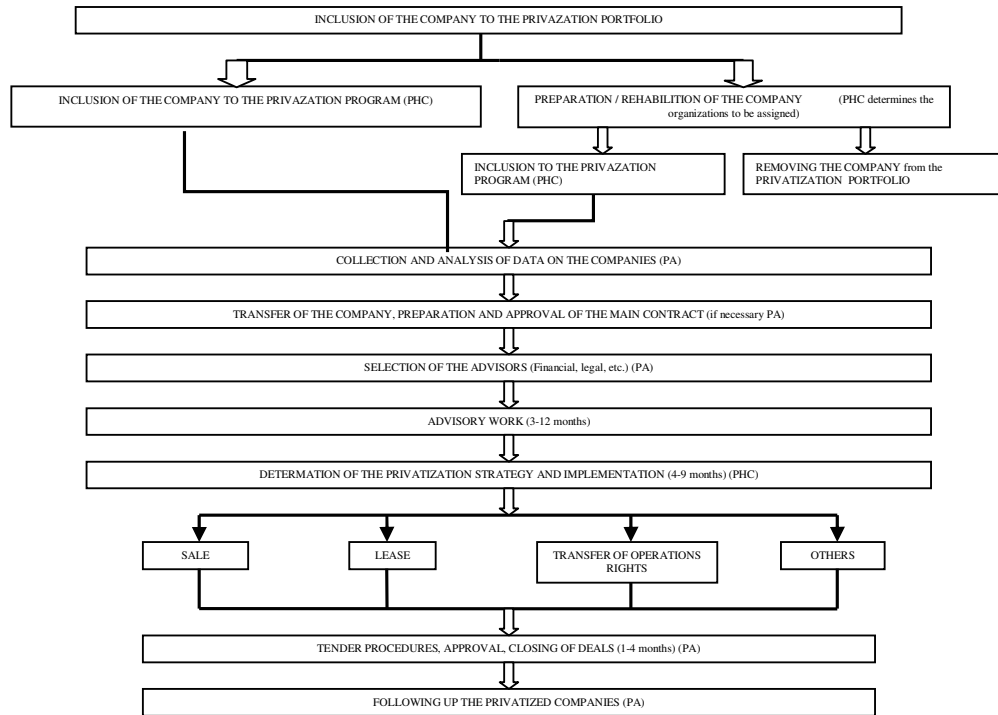 INCLUSION OF THE COMPANY TO THE PRIVAZATION PORTFOLIO
INCLUSION OF THE COMPANY TO THE PRIVAZATION PROGRAM (PHC)
PREPARATION / REHABILITION OF THE COMPANY (PHC determines the
organizations to be assigned)
INCLUSION TO THE PRIVAZATION
PROGRAM (PHC)
REMOVING THE COMPANY from the
PRIVATIZATION PORTFOLIO
COLLECTION AND ANALYSIS OF DATA ON THE COMPANIES (PA)
TRANSFER OF THE COMPANY, PREPARATION AND APPROVAL OF THE MAIN CONTRACT (if necessary PA)
SELECTION OF THE ADVISORS (Financial, legal, etc.) (PA)
ADVISORY WORK (3-12 months)
DETERMATION OF THE PRIVATIZATION STRATEGY AND IMPLEMENTATION (4-9 months) (PHC)
SALE
LEASE
TRANSFER OF OPERATIONS
RIGHTS
OTHERS
TENDER PROCEDURES, APPROVAL, CLOSING OF DEALS (1-4 months) (PA)
FOLLOWING UP THE PRIVATIZED COMPANIES (PA)